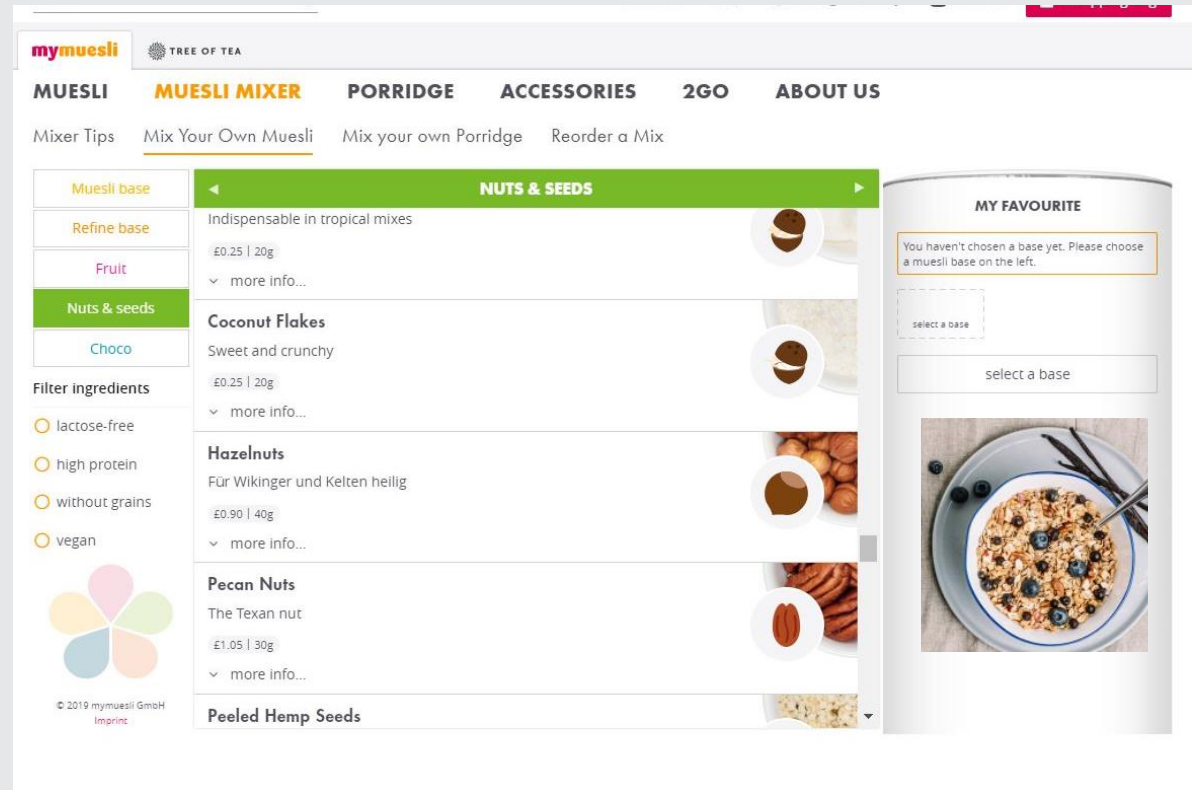 mymuesli
TREE OF TEA
MUESLI MUESLI MIXER PORRIDGE ACCESSORIES 2GO ABOUT US
Mixer Tips Mix Your Own Muesli Mix your own Porridge Reorder a Mix
Muesli base
Refine base
Fruit
Nuts & seeds
Choco
Filter ingredients
lactose-free
high protein
without grains
vegan
© 2019 mymuesli GmbH
Imprint
NUTS & SEEDS
Indispensable in tropical mixes
£0.25 | 20g
more info...
Coconut Flakes
Sweet and crunchy
£0.25 | 20g
more info...
Hazelnuts
Für Wikinger und Kelten heilig
£0.90 | 40g
more info...
Pecan Nuts
The Texan nut
£1.05 | 30g
more info...
Peeled Hemp Seeds
MY FAVOURITE
You haven't chosen a base yet. Please choose
a muesli base on the left.
select a base
select a base